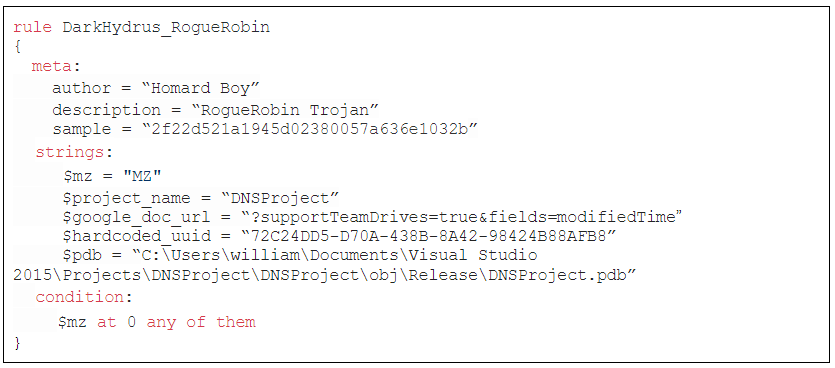 rule DarkHydrus_RogueRobin
{
meta:
author = “Homard Boy”
description = “RogueRobin Trojan”
sample = “2f22d521a1945d02380057a636e1032b”
strings:
$mz = "MZ"
$project_name = “DNSProject”
$google_doc_url = “?supportTeamDrives=true&fields=modifiedTime”
$hardcoded_uuid = “72C24DD5-D70A-438B-8A42-98424B88AFB8”
$pdb = “C:\Users\william\Documents\Visual Studio
2015\Projects\DNSProject\DNSProject\obj\Release\DNSProject.pdb”
condition:
$mz at 0 any of them
}